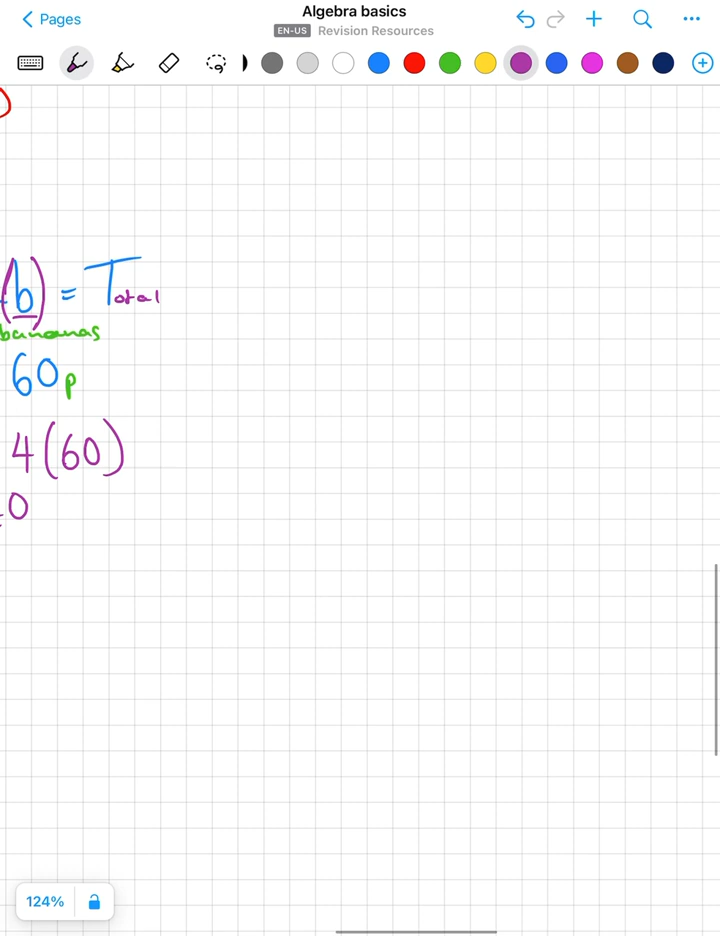 Pages
Algebra basics
EN-US Revision Resources
(b) = Total
bananas
60p
4(60)
0
124%